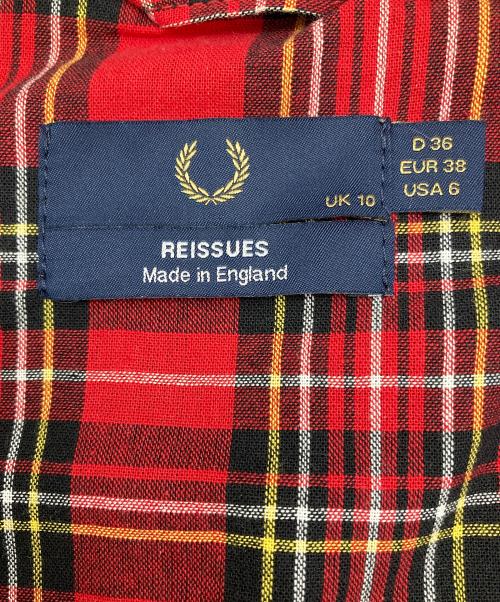 UK 10
REISSUES
Made in England
D 36
EUR 38
USA 6